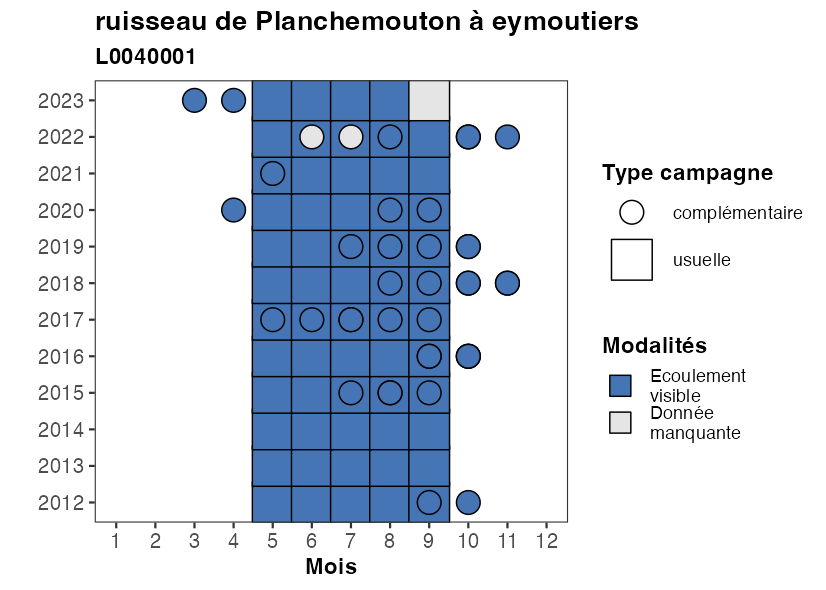 ruisseau de Planchemouton à eymoutiers
L0040001
2023
2022
2021
2020
2019
2018
2017
2016
2015
2014
2013
2012
1 2 3 4 5 6 7 8 9 10 11 12
Mois
Type campagne
complémentaire
usuelle
Modalités
Ecoulement
visible
Donnée
manquante